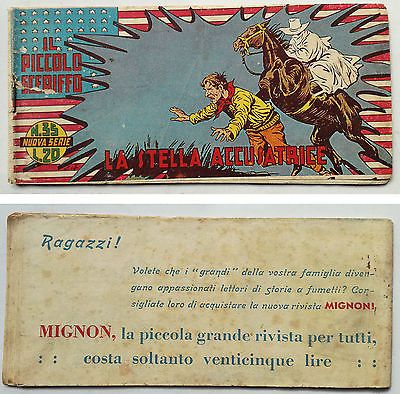 IL
PICCOLO
SCERIFFO
N. 35
NUOVA SERIE
L. 20
LA STELLA ACCUSATRICE
Ragazzi!
Volete che i "grandi" della vostra famiglia diven-
gano appassionati lettori di storie a fumetti? Con-
sigliate loro di acquistare la nuova rivista MIGNON!
MIGNON, la piccola grande rivista per tutti,
: : costa soltanto venticinque lire : :